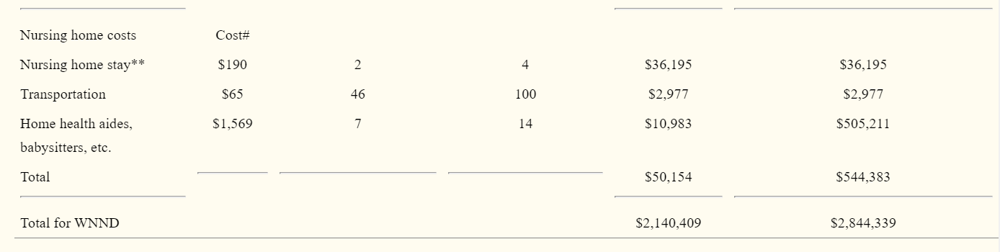 Nursing home costs Cost#
Nursing home stay** $190 2 4 $36,195 $36,195
Transportation $65 46 100 $2,977 $2,977
Home health aides, $1,569 7 14 $10,983 $505,211
babysitters, etc.
Total $50,154 $544,383
Total for WNND $2,140,409 $2,844,339